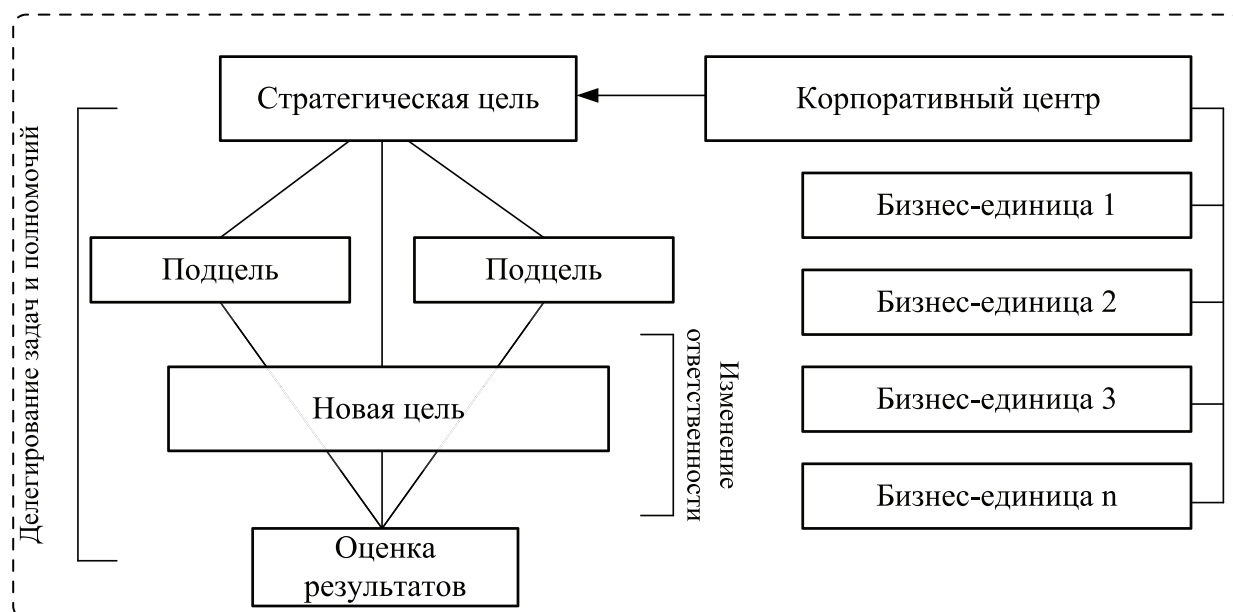 Делегирование задач и полномочий
Стратегическая цель
Корпоративный центр
Бизнес-единица 1
Подцель
Подцель
Бизнес-единица 2
Изменение
ответственности
Новая цель
Бизнес-единица 3
Бизнес-единица n
Оценка
результатов